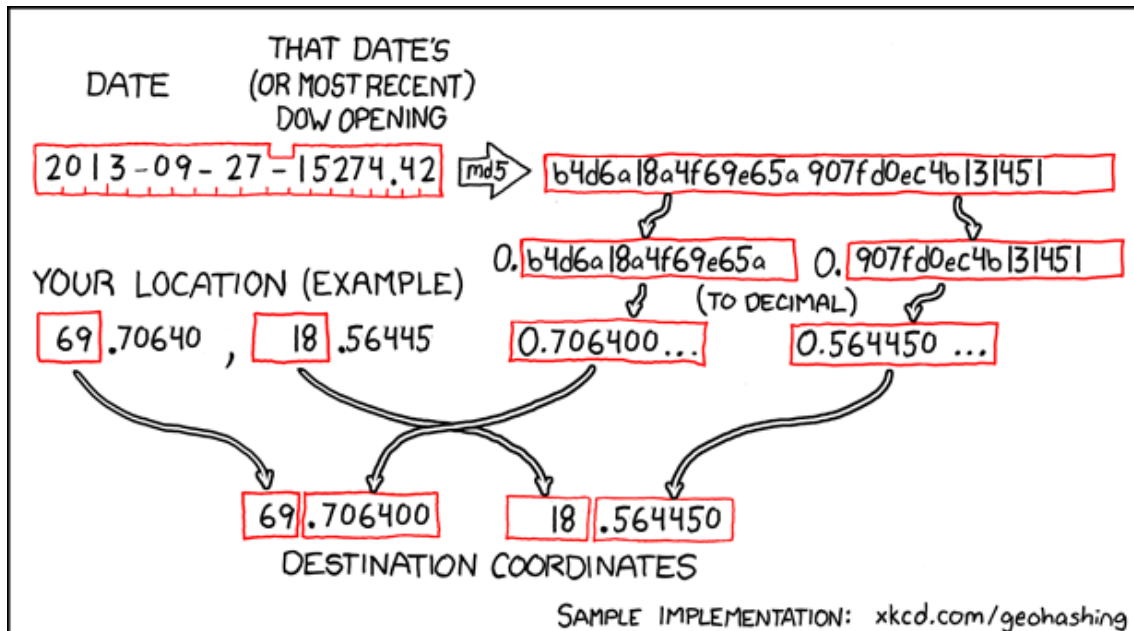 DATE
THAT DATE'S
(OR MOST RECENT)
DOW OPENING
2013-09-27-15274.42
md5
b4d6a18a4f69e65a907fd0ec4b131451
0.b4d6a18a4f69e65a
0.907fd0ec4b131451
YOUR LOCATION (EXAMPLE)
(TO DECIMAL)
69.70640, 18.56445
0.706400...
0.564450...
69.706400
18.564450
DESTINATION COORDINATES
SAMPLE IMPLEMENTATION: xkcd.com/geohashing